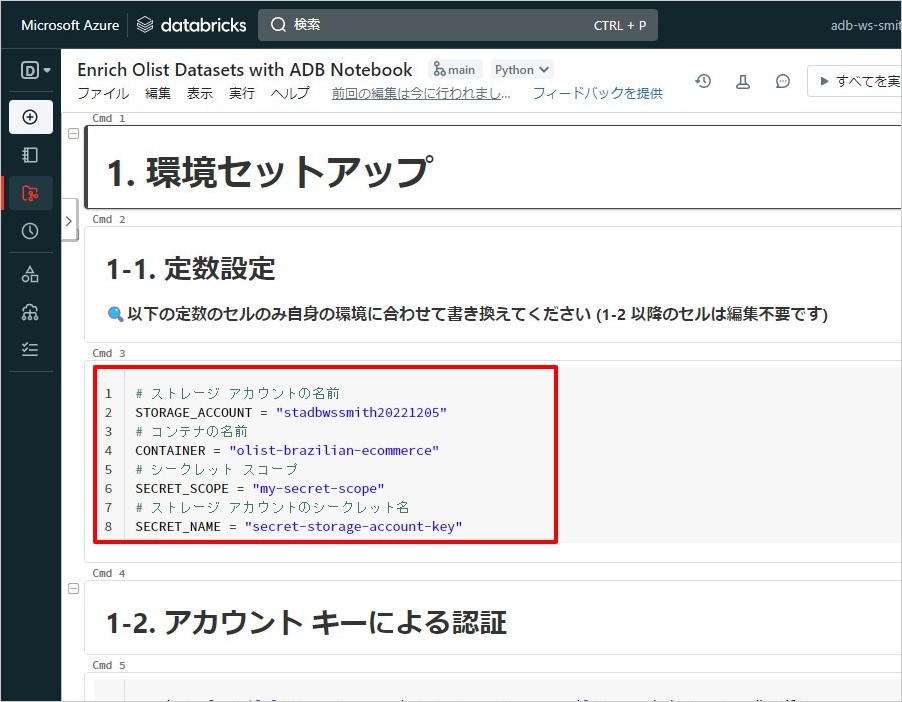 Microsoft Azure databricks 検索 CTRL + P adb-ws-smit
D
Enrich Olist Datasets with ADB Notebook main Python
ファイル 編集 表示 実行 ヘルプ 前回の編集は今に行われまし... フィードバックを提供 すべてを実
Cmd 1
1. 環境セットアップ
Cmd 2
1-1. 定数設定
以下の定数のセルのみ自身の環境に合わせて書き換えてください (1-2 以降のセルは編集不要です)
Cmd 3
1 # ストレージ アカウントの名前
2 STORAGE_ACCOUNT = "stadbwssmith20221205"
3 # コンテナの名前
4 CONTAINER = "olist-brazilian-ecommerce"
5 # シークレット スコープ
6 SECRET_SCOPE = "my-secret-scope"
7 # ストレージ アカウントのシークレット名
8 SECRET_NAME = "secret-storage-account-key"
Cmd 4
1-2. アカウント キーによる認証
Cmd 5